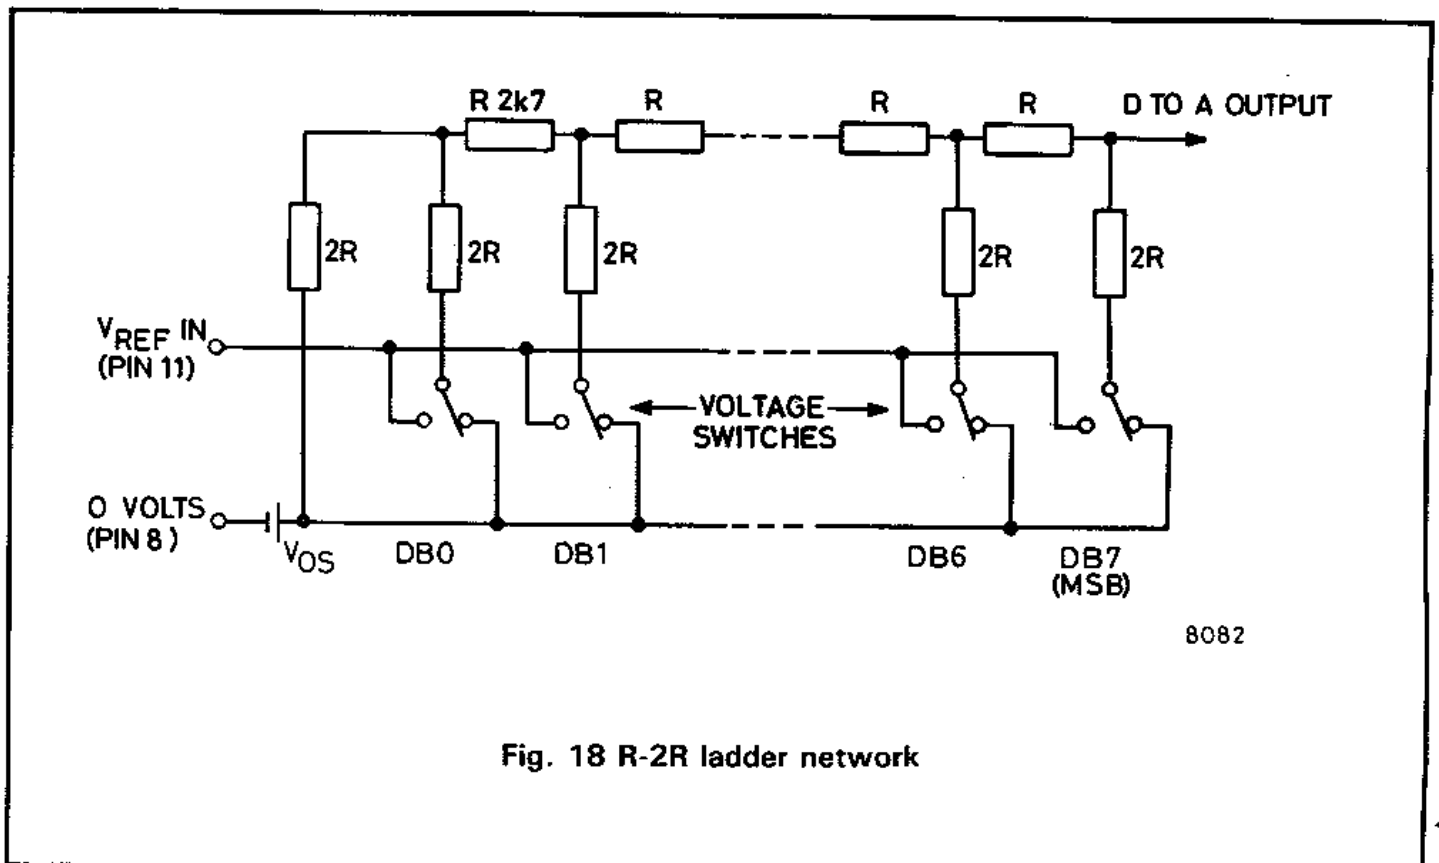 R 2k7
R
R
R
D TO A OUTPUT
2R
2R
2R
2R
2R
VREF IN
(PIN 11)
VOLTAGE
SWITCHES
0 VOLTS
(PIN 8)
VOS
DB0
DB1
DB6
DB7
(MSB)
8082
Fig. 18 R-2R ladder network